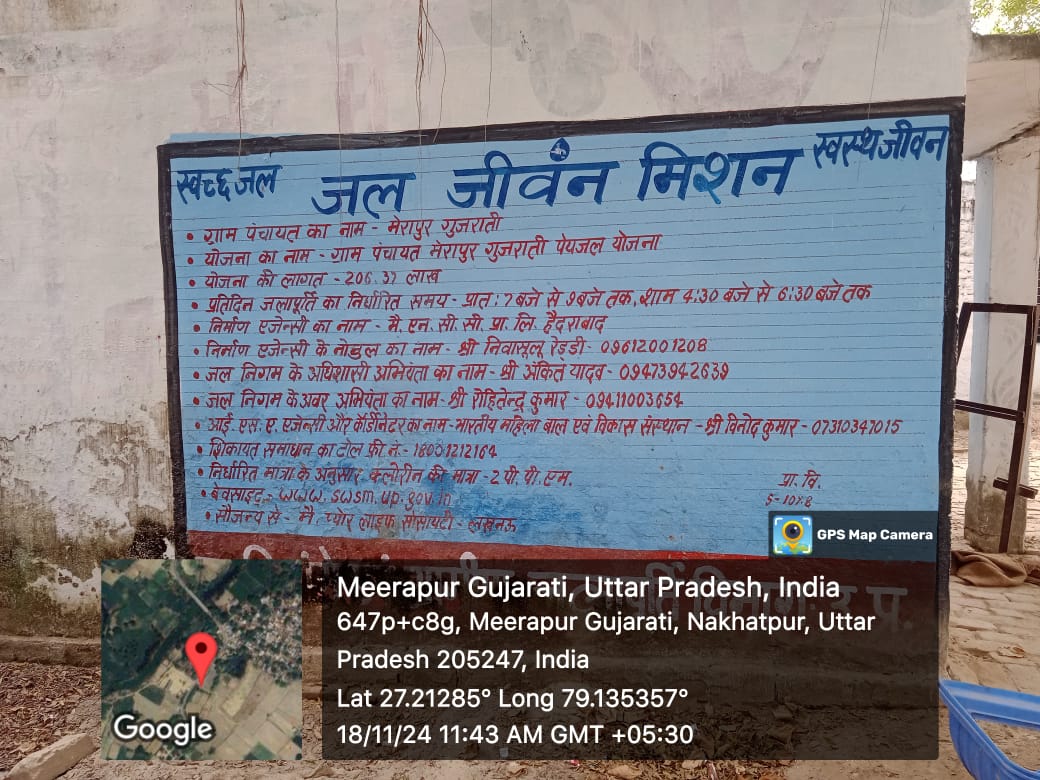 स्वच्छ जल
जल जीवन मिशन
स्वस्थ जीवन
• ग्राम पंचायत का नाम - मेरापुर गुजराती
• योजना का नाम - ग्राम पंचायत मेरापुर गुजराती पेयजल योजना
• योजना की लागत - 206.37 लाख
• प्रतिदिन जलापूर्ति का निर्धारित समय - प्रात: 7 बजे से 9 बजे तक, शाम 4:30 बजे से 6:30 बजे तक
• निर्माण एजेन्सी का नाम - मै. एन. सी. सी. प्रा. लि. हैदराबाद
• निर्माण एजेन्सी के नोडल का नाम - श्री निवासूलू रेड्डी - 09612001208
• जल निगम के अधिशासी अभियंता का नाम - श्री अंकित यादव - 09473942639
• जल निगम के अवर अभियंता का नाम - श्री रोहितेन्द्र कुमार - 09411003654
• आई. एस. ए. एजेन्सी और कॉर्डिनेटर का नाम - भारतीय महिला बाल एवं विकास संस्थान - श्री विनोद कुमार - 07310347015
• शिकायत समाधान का टोल फ्री नं. - 18001212164
• निर्धारित मात्रा के अनुसार क्लोरीन की मात्रा - 2 पी. पी. एम.
• बेवसाइट - www. swsm. up. gov. in
• सौजन्य से - मै. प्योर लाइफ सोसायटी - लखनऊ
प्रा. वि.
GPS Map Camera
Meerapur Gujarati, Uttar Pradesh, India
647p+c8g, Meerapur Gujarati, Nakhatpur, Uttar
Pradesh 205247, India
Lat 27.21285° Long 79.135357°
18/11/24 11:43 AM GMT +05:30
Google